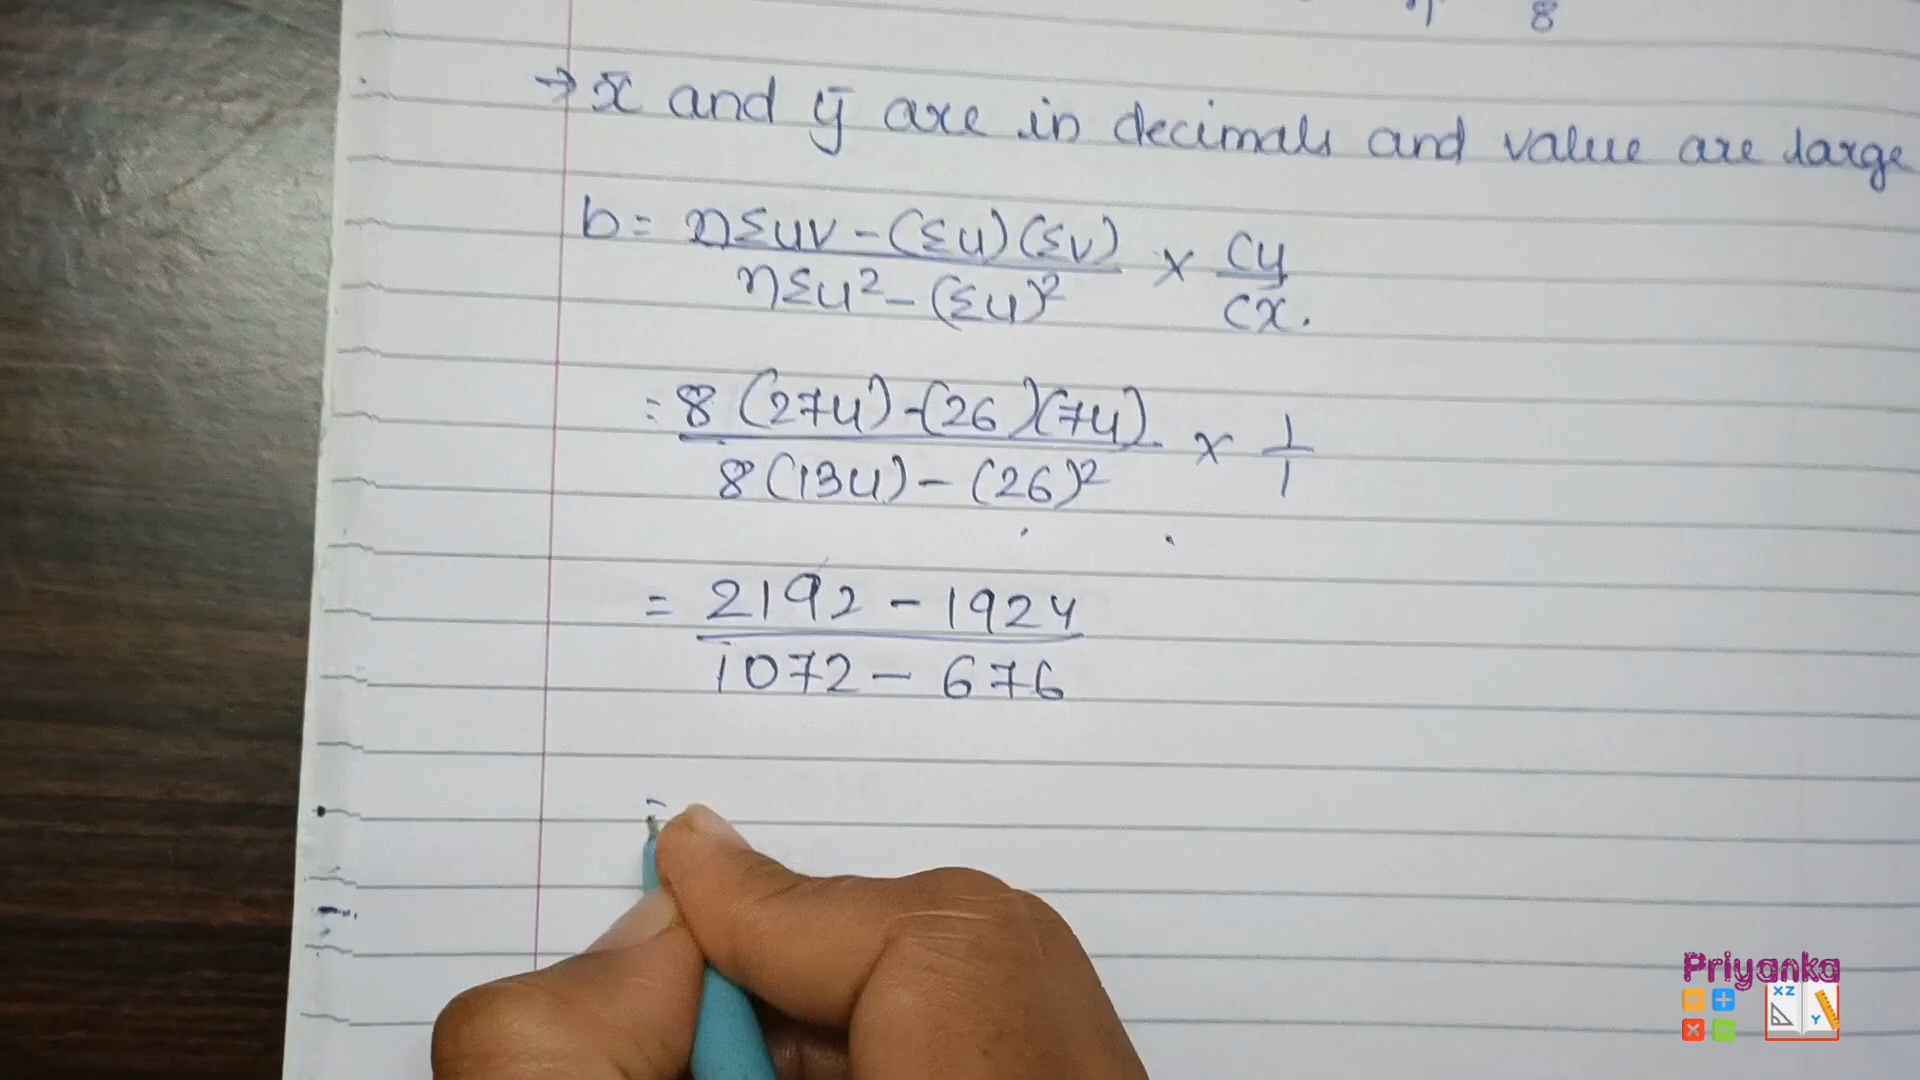 η 8
→ x̄ and ȳ are in decimals and value are large
b = nΣuv - (Σu)(Σv) / nΣu² - (Σu)² × Cy / Cx.
= 8(274) - (26)(74) / 8(134) - (26)² × 1 / 1
= 2192 - 1924 / 1072 - 676
=
Priyanka
XZ
Y